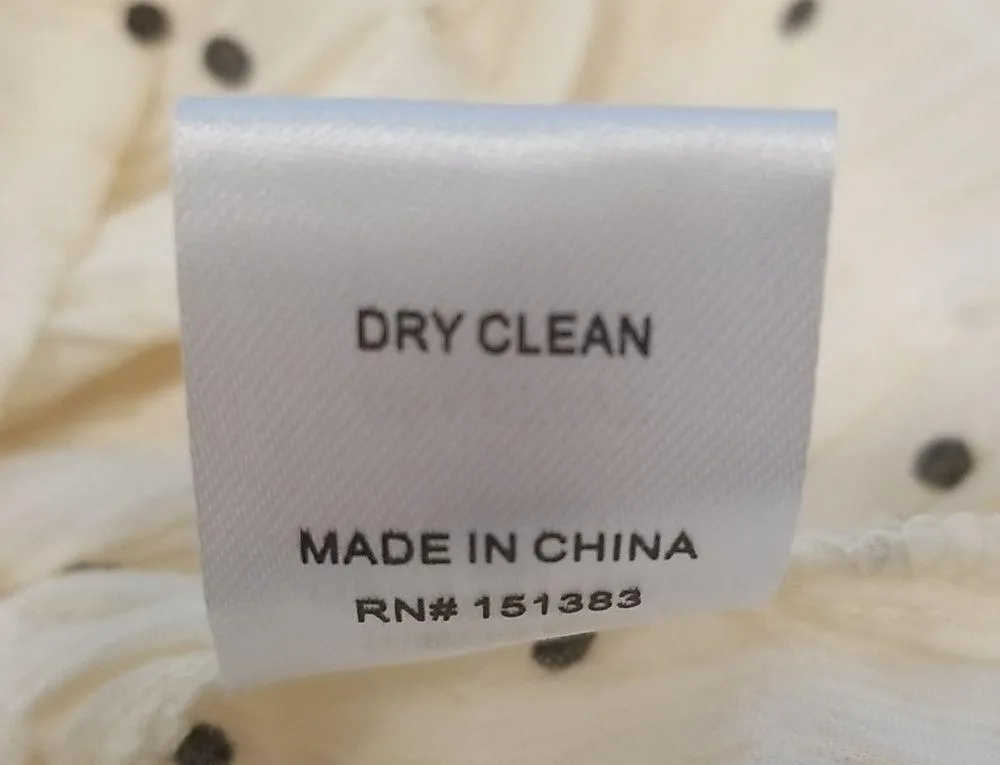 DRY CLEAN
MADE IN CHINA
RN# 151383